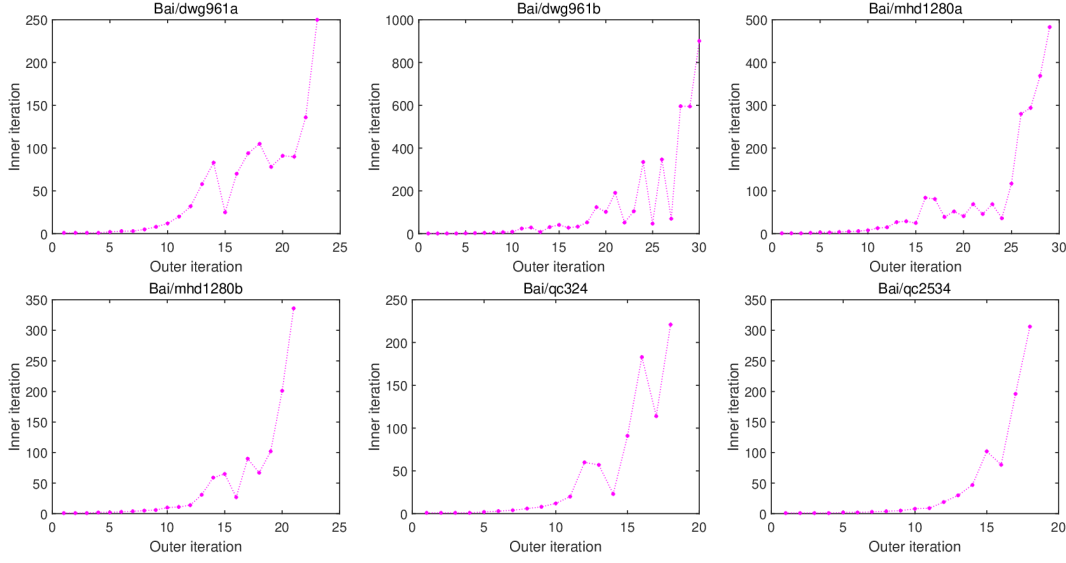 Bai/dwg961a
250
200
150
100
50
0
Inner iteration
0 5 10 15 20 25
Outer iteration
Bai/dwg961b
1000
800
600
400
200
0
Inner iteration
0 5 10 15 20 25 30
Outer iteration
Bai/mhd1280a
500
400
300
200
100
0
Inner iteration
0 5 10 15 20 25 30
Outer iteration
Bai/mhd1280b
350
300
250
200
150
100
50
0
Inner iteration
0 5 10 15 20 25
Outer iteration
Bai/qc324
250
200
150
100
50
0
Inner iteration
0 5 10 15 20
Outer iteration
Bai/qc2534
350
300
250
200
150
100
50
0
Inner iteration
0 5 10 15 20
Outer iteration